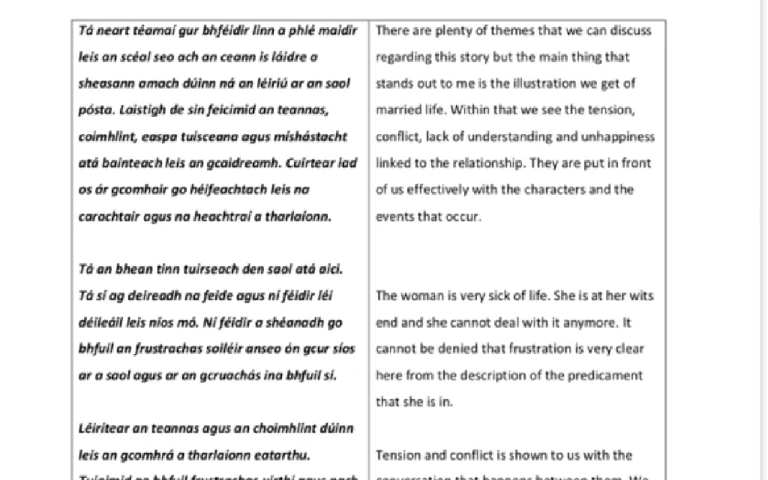 Tá neart téamaí gur bhféidir linn a phlé maidir
leis an scéal seo ach an ceann is láidre a
sheasann amach dúinn ná an léiriú ar an saol
pósta. Laistigh de sin feicimid an teannas,
coimhlint, easpa tuisceana agus míshástacht
atá bainteach leis an gcaidreamh. Cuirtear iad
os ár gcomhair go héifeachtach leis na
carachtair agus na heachtraí a tharlaíonn.
Tá an bhean tinn tuirseach den saol atá aici.
Tá sí ag deireadh na feide agus ní féidir léi
déileáil leis níos mó. Ní féidir a shéanadh go
bhfuil an frustrachas soiléir anseo ón gcur síos
ar a saol agus ar an gcruachás ina bhfuil sí.
Léirítear an teannas agus an choimhlint dúinn
leis an gcomhrá a tharlaíonn eatarthu.
There are plenty of themes that we can discuss
regarding this story but the main thing that
stands out to me is the illustration we get of
married life. Within that we see the tension,
conflict, lack of understanding and unhappiness
linked to the relationship. They are put in front
of us effectively with the characters and the
events that occur.
The woman is very sick of life. She is at her wits
end and she cannot deal with it anymore. It
cannot be denied that frustration is very clear
here from the description of the predicament
that she is in.
Tension and conflict is shown to us with the